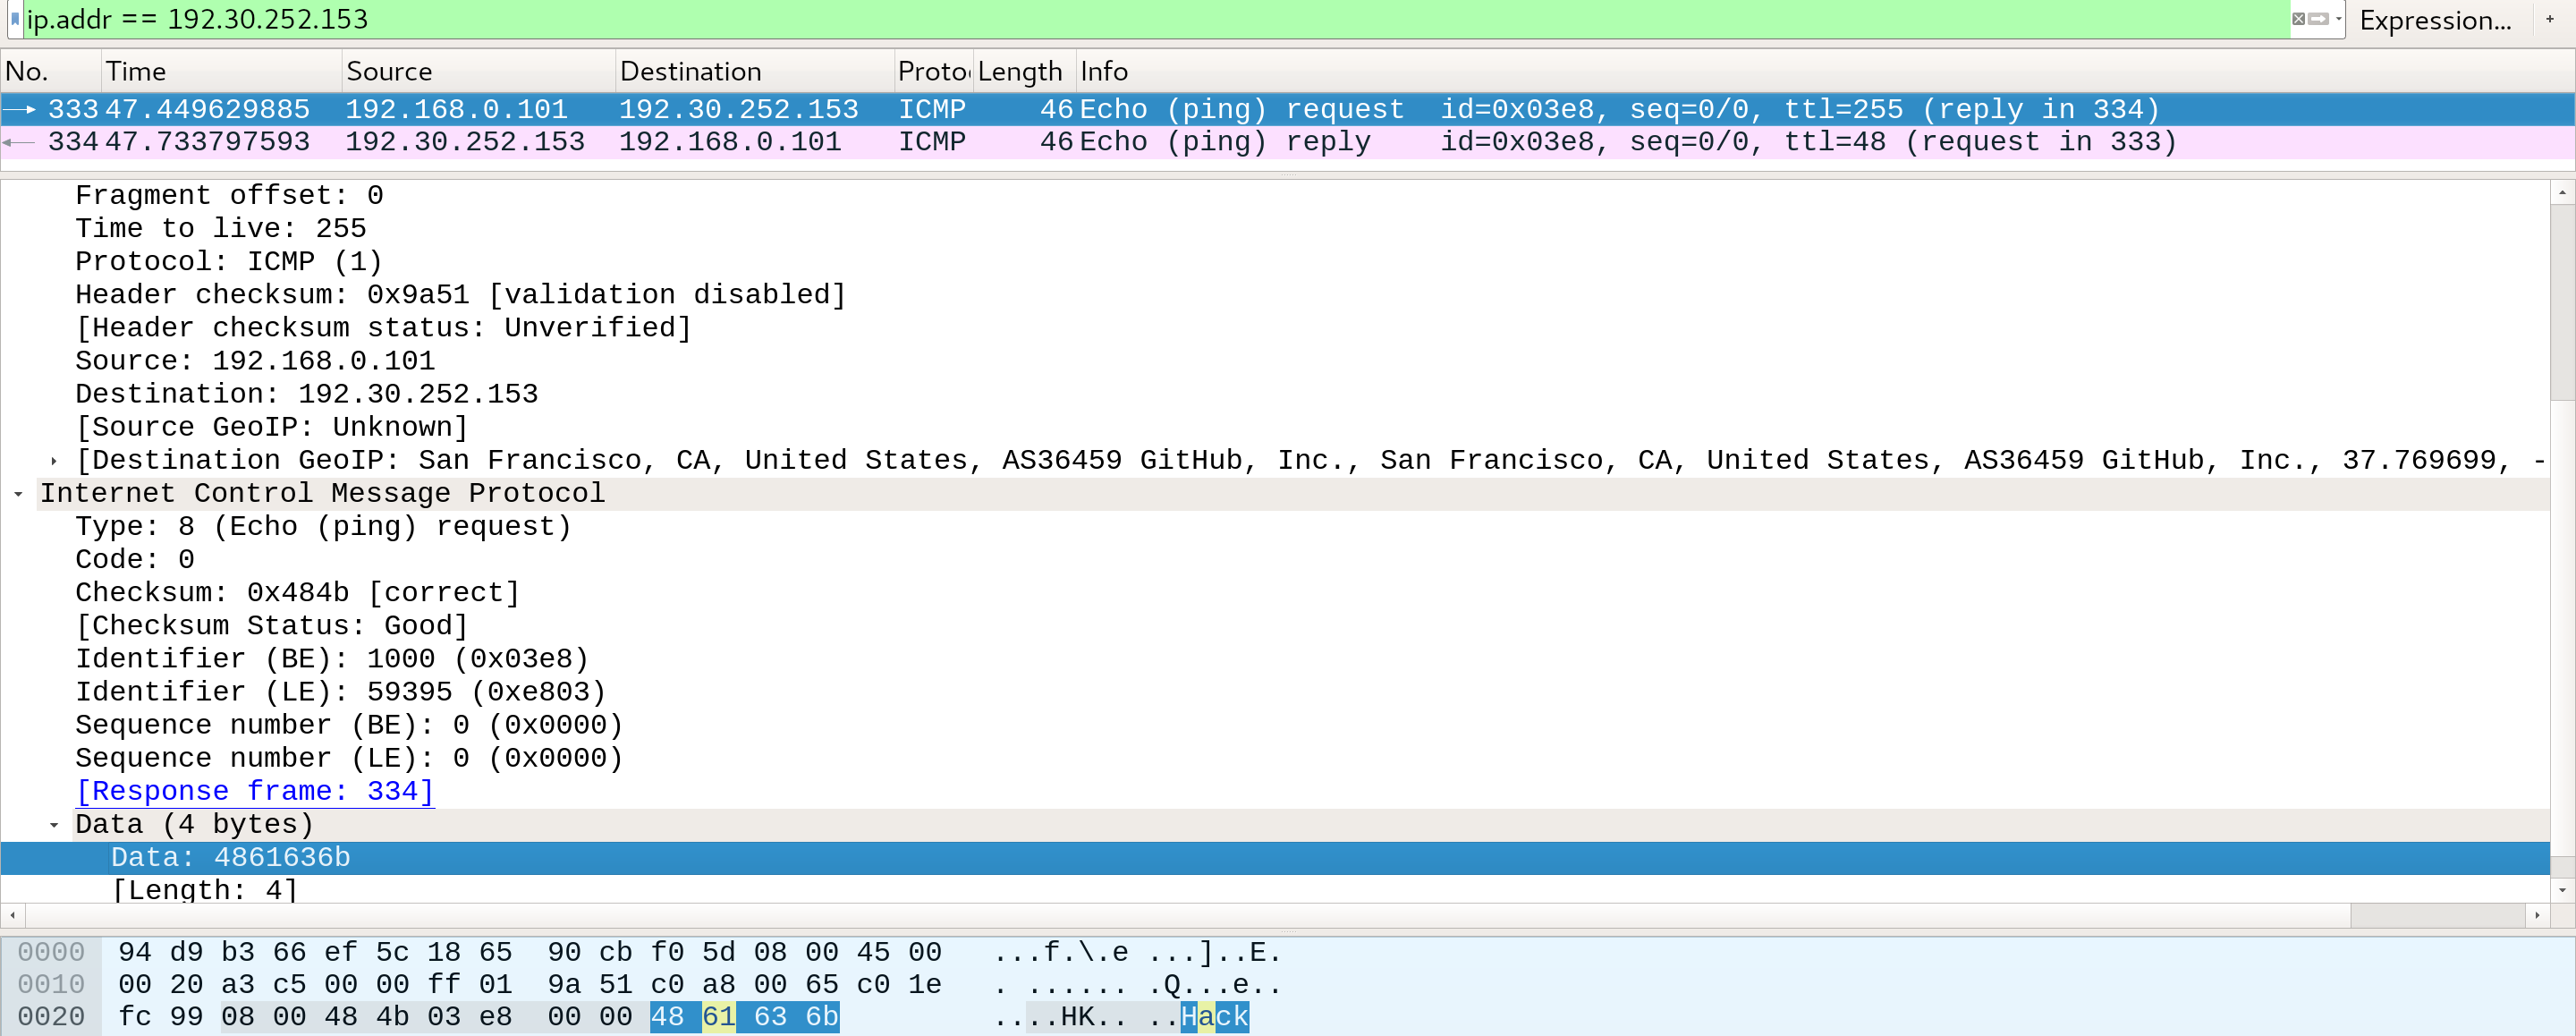 ip.addr == 192.30.252.153 Expression... +
No. Time Source Destination Proto Length Info
333 47.449629885 192.168.0.101 192.30.252.153 ICMP 46 Echo (ping) request id=0x03e8, seq=0/0, ttl=255 (reply in 334)
334 47.733797593 192.30.252.153 192.168.0.101 ICMP 46 Echo (ping) reply id=0x03e8, seq=0/0, ttl=48 (request in 333)
Fragment offset: 0
Time to live: 255
Protocol: ICMP (1)
Header checksum: 0x9a51 [validation disabled]
[Header checksum status: Unverified]
Source: 192.168.0.101
Destination: 192.30.252.153
[Source GeoIP: Unknown]
[Destination GeoIP: San Francisco, CA, United States, AS36459 GitHub, Inc., San Francisco, CA, United States, AS36459 GitHub, Inc., 37.769699, -
Internet Control Message Protocol
Type: 8 (Echo (ping) request)
Code: 0
Checksum: 0x484b [correct]
[Checksum Status: Good]
Identifier (BE): 1000 (0x03e8)
Identifier (LE): 59395 (0xe803)
Sequence number (BE): 0 (0x0000)
Sequence number (LE): 0 (0x0000)
[Response frame: 334]
Data (4 bytes)
Data: 4861636b
[Length: 4]
0000 94 d9 b3 66 ef 5c 18 65 90 cb f0 5d 08 00 45 00 ...f.\.e ...]..E.
0010 00 20 a3 c5 00 00 ff 01 9a 51 c0 a8 00 65 c0 1e . ...... .Q...e..
0020 fc 99 08 00 48 4b 03 e8 00 00 48 61 63 6b ....HK.. ..Hack